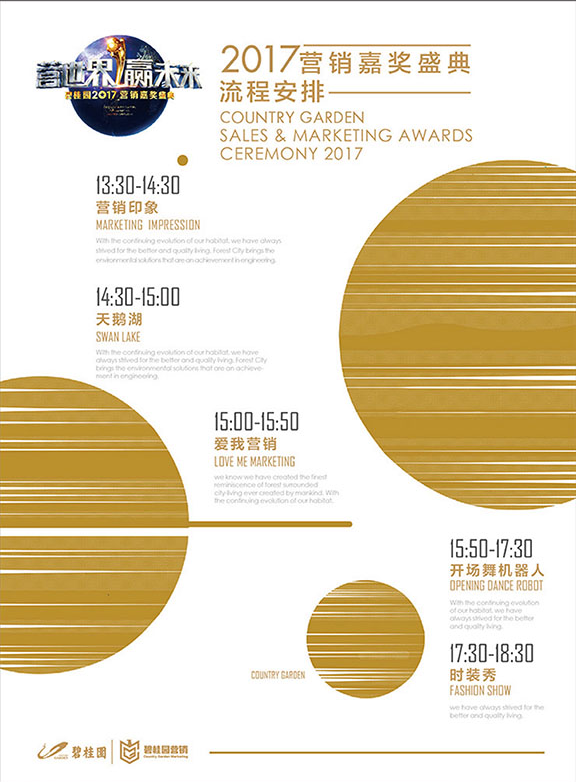 营世界 赢未来
碧桂园2017营销嘉奖盛典
2017营销嘉奖盛典
流程安排
COUNTRY GARDEN
SALES & MARKETING AWARDS
CEREMONY 2017
13:30-14:30
营销印象
MARKETING IMPRESSION
With the continuing evolution of our habitat, we have always
strived for the better and quality living. Forest City brings the
environmental solutions that are an achievement in engineering.
14:30-15:00
天鹅湖
SWAN LAKE
With the continuing evolution of our habitat, we have
always strived for the better and quality living. Forest City
brings the environmental solutions that are an achieve-
ment in engineering.
15:00-15:50
爱我营销
LOVE ME MARKETING
we know we have created the finest
reminiscence of forest surrounded
city-living ever created by mankind. With
the continuing evolution of our habitat.
15:50-17:30
开场舞机器人
OPENING DANCE ROBOT
With the continuing evolution
of our habitat, we have
always strived for the better
and quality living.
17:30-18:30
时装秀
FASHION SHOW
we have always strived for the
better and quality living.
COUNTRY GARDEN
碧桂园
碧桂园营销
Country Garden Marketing